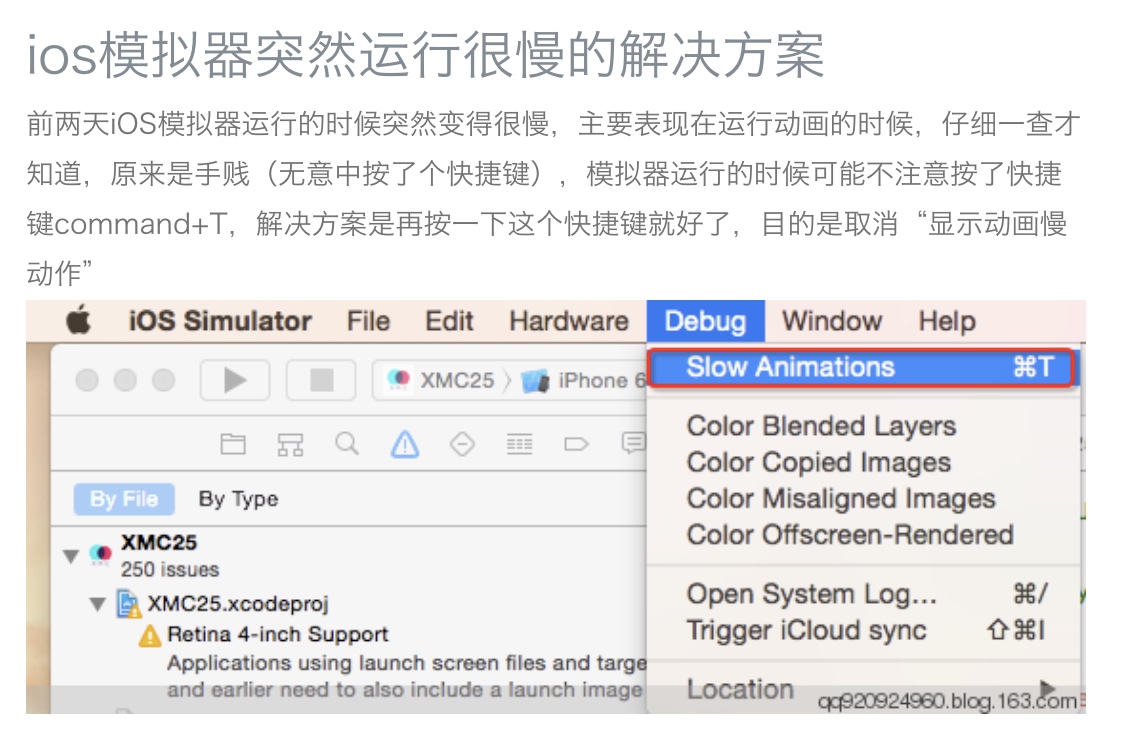 ios模拟器突然运行很慢的解决方案
前两天iOS模拟器运行的时候突然变得很慢，主要表现在运行动画的时候，仔细一查才
知道，原来是手贱（无意中按了个快捷键），模拟器运行的时候可能不注意按了快捷
键command+T，解决方案是再按一下这个快捷键就好了，目的是取消“显示动画慢
动作”
iOS Simulator File Edit Hardware Debug Window Help
XMC25 〉 iPhone 6
Slow Animations ⌘T
Color Blended Layers
Color Copied Images
Color Misaligned Images
Color Offscreen-Rendered
Open System Log... ⌘/
Trigger iCloud sync ⇧⌘I
Location
By File By Type
XMC25
250 issues
XMC25.xcodeproj
Retina 4-inch Support
Applications using launch screen files and targe
and earlier need to also include a launch image
qq920924960.blog.163.com